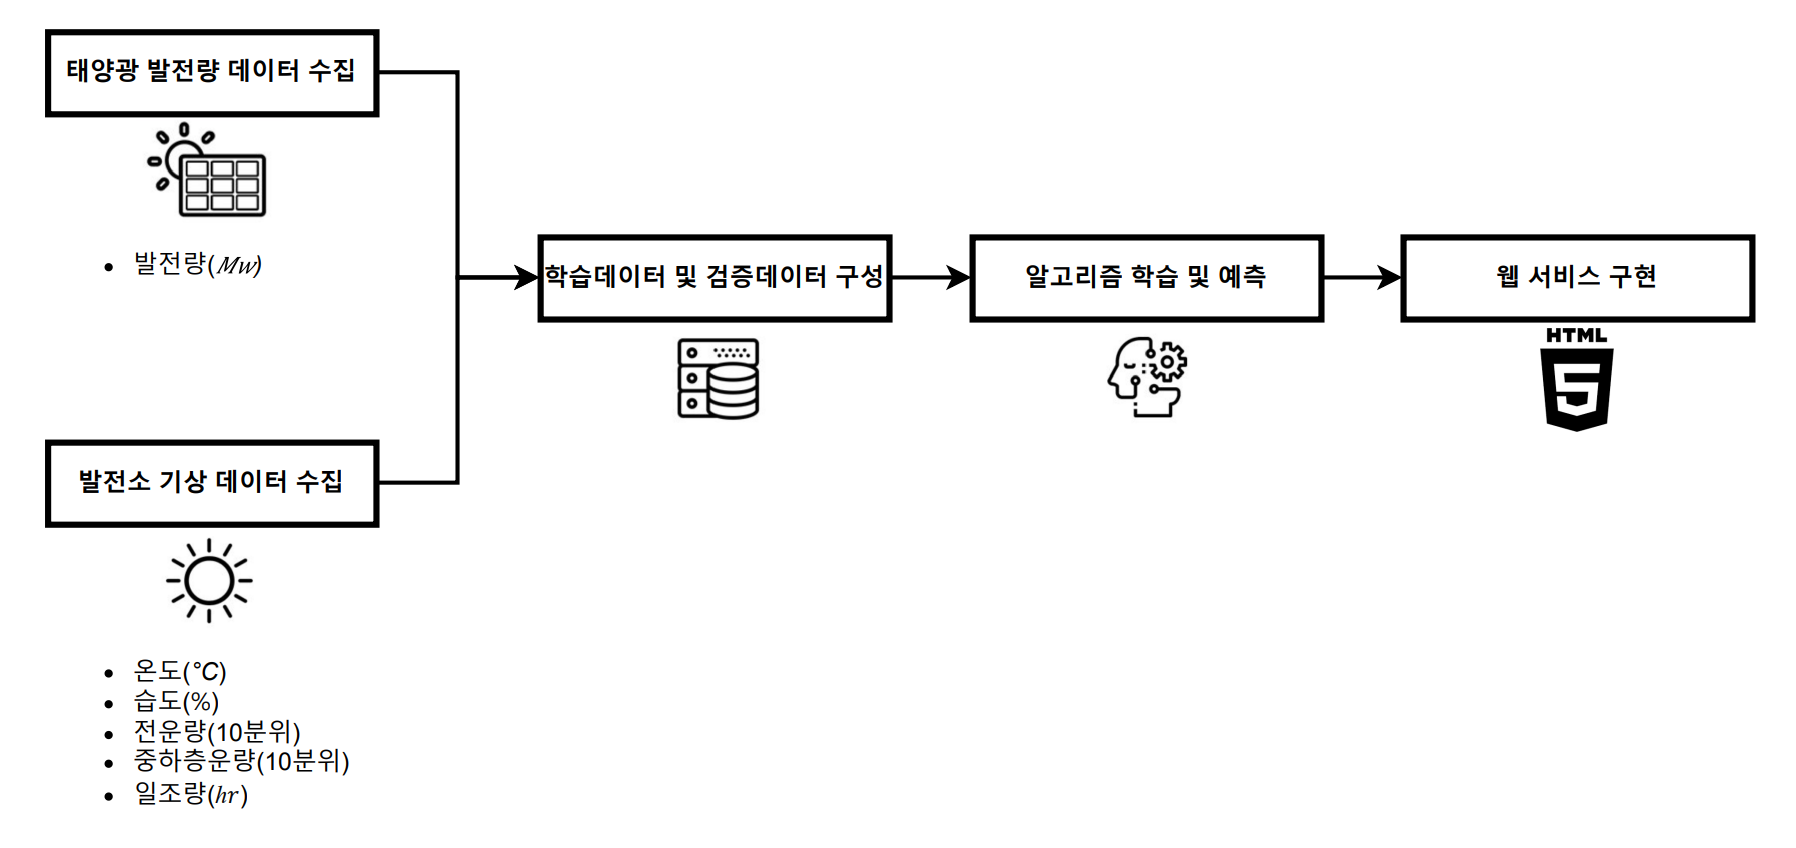 태양광 발전량 데이터 수집
발전량(Mw)
발전소 기상 데이터 수집
온도(°C)
습도(%)
전운량(10분위)
중하층운량(10분위)
일조량(hr)
학습데이터 및 검증데이터 구성
알고리즘 학습 및 예측
웹 서비스 구현
HTML
5